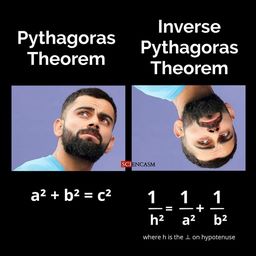 Pythagoras
Theorem
Inverse
Pythagoras
Theorem
SCIENCASM
a² + b² = c²
1/h² = 1/a² + 1/b²
where h is the ⊥ on hypotenuse